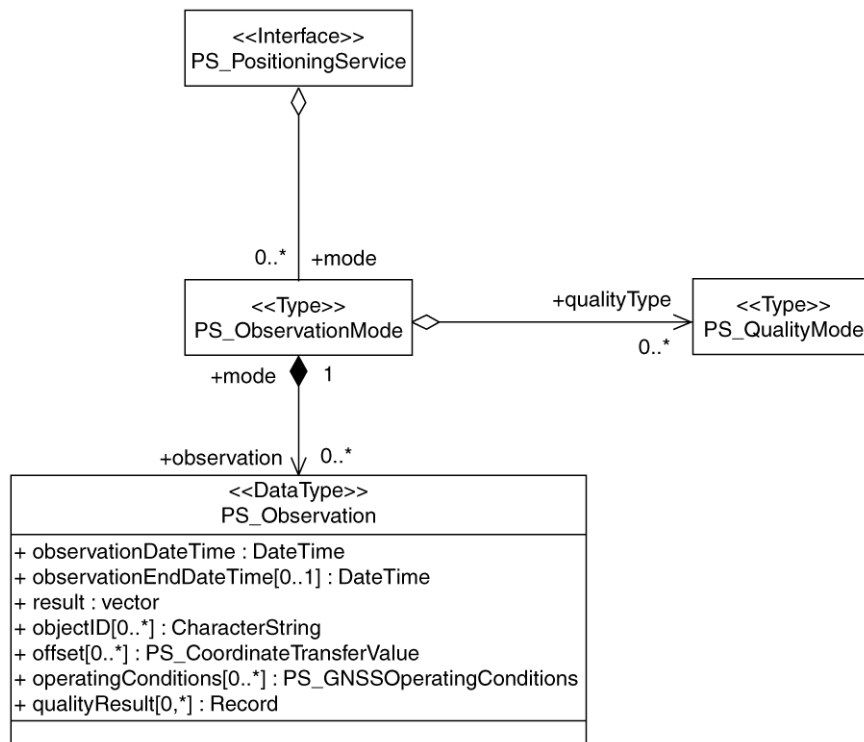 <<Interface>>
PS_PositioningService
0..* +mode
<<Type>>
PS_ObservationMode
+qualityType
0..*
<<Type>>
PS_QualityMode
+mode 1
+observation 0..*
<<DataType>>
PS_Observation
+ observationDateTime : DateTime
+ observationEndDateTime[0..1] : DateTime
+ result : vector
+ objectID[0..*] : CharacterString
+ offset[0..*] : PS_CoordinateTransferValue
+ operatingConditions[0..*] : PS_GNSSOperatingConditions
+ qualityResult[0,*] : Record